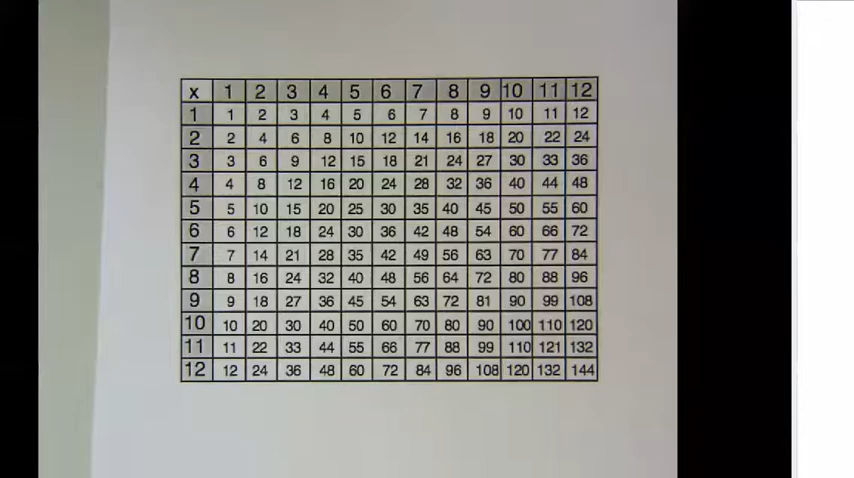 x 1 2 3 4 5 6 7 8 9 10 11 12
1 1 2 3 4 5 6 7 8 9 10 11 12
2 2 4 6 8 10 12 14 16 18 20 22 24
3 3 6 9 12 15 18 21 24 27 30 33 36
4 4 8 12 16 20 24 28 32 36 40 44 48
5 5 10 15 20 25 30 35 40 45 50 55 60
6 6 12 18 24 30 36 42 48 54 60 66 72
7 7 14 21 28 35 42 49 56 63 70 77 84
8 8 16 24 32 40 48 56 64 72 80 88 96
9 9 18 27 36 45 54 63 72 81 90 99 108
10 10 20 30 40 50 60 70 80 90 100 110 120
11 11 22 33 44 55 66 77 88 99 110 121 132
12 12 24 36 48 60 72 84 96 108 120 132 144